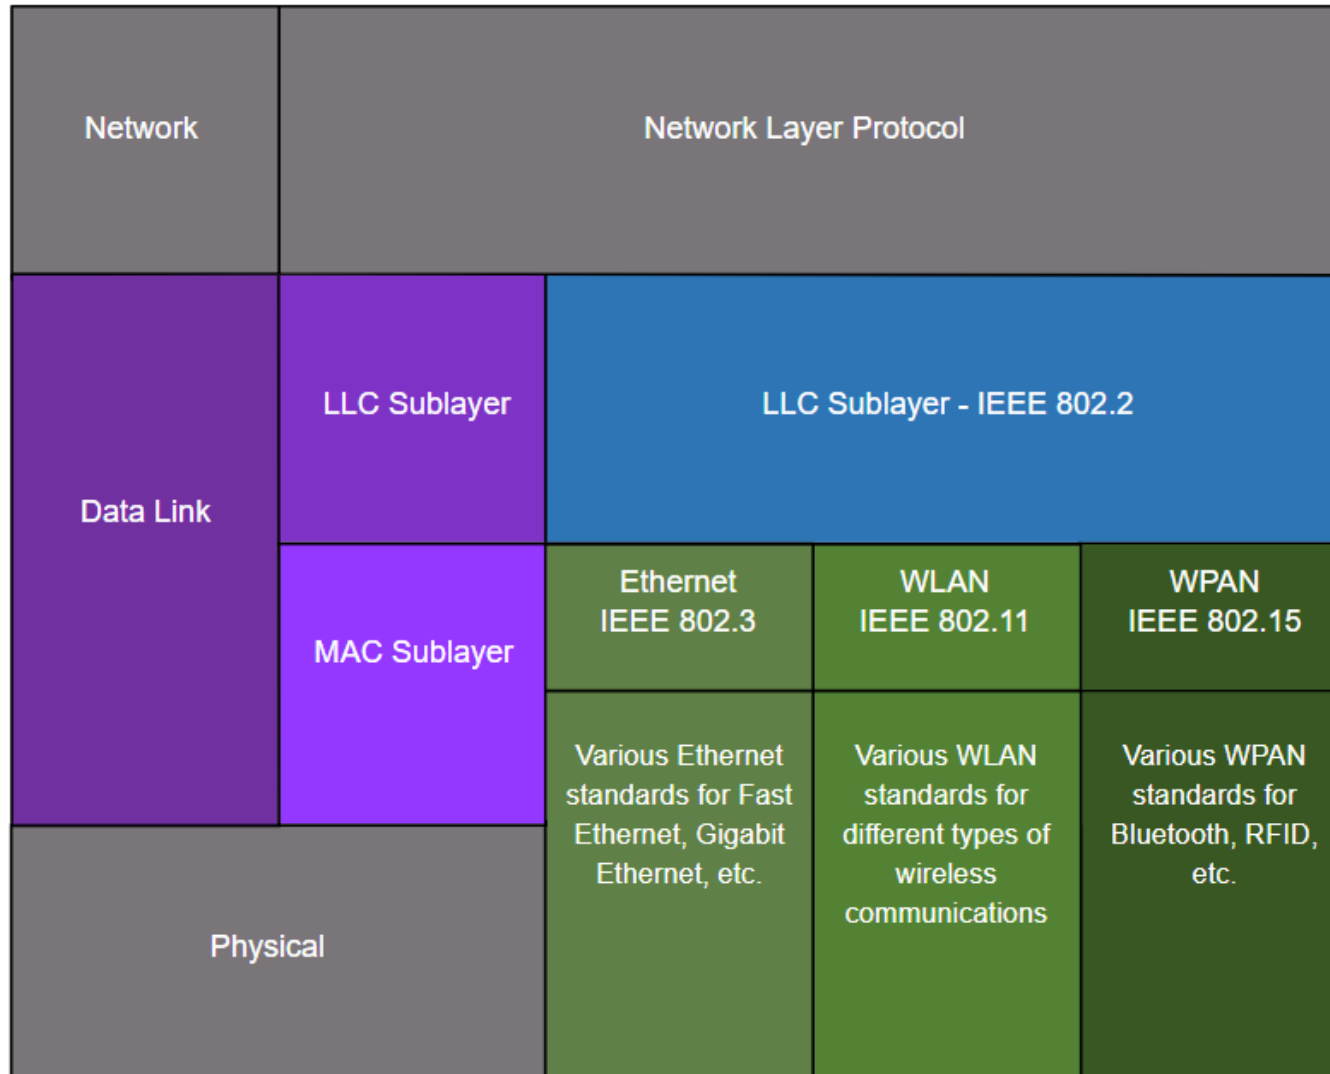 Network
Network Layer Protocol
Data Link
LLC Sublayer
LLC Sublayer - IEEE 802.2
MAC Sublayer
Ethernet
IEEE 802.3
WLAN
IEEE 802.11
WPAN
IEEE 802.15
Various Ethernet
standards for Fast
Ethernet, Gigabit
Ethernet, etc.
Various WLAN
standards for
different types of
wireless
communications
Various WPAN
standards for
Bluetooth, RFID,
etc.
Physical